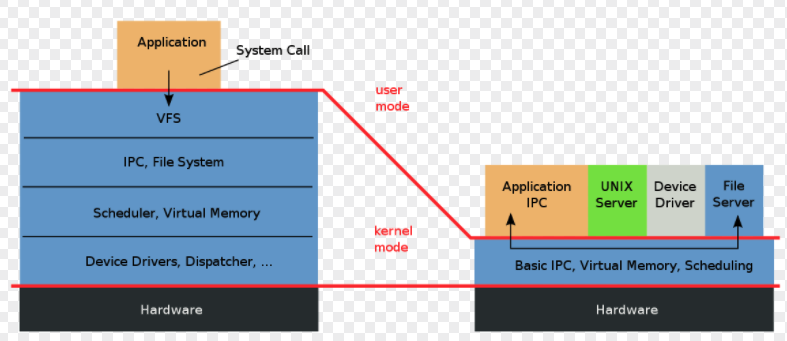 Application
System Call
VFS
IPC, File System
Scheduler, Virtual Memory
Device Drivers, Dispatcher, ...
Hardware
user
mode
kernel
mode
Application
IPC
UNIX
Server
Device
Driver
File
Server
Basic IPC, Virtual Memory, Scheduling
Hardware